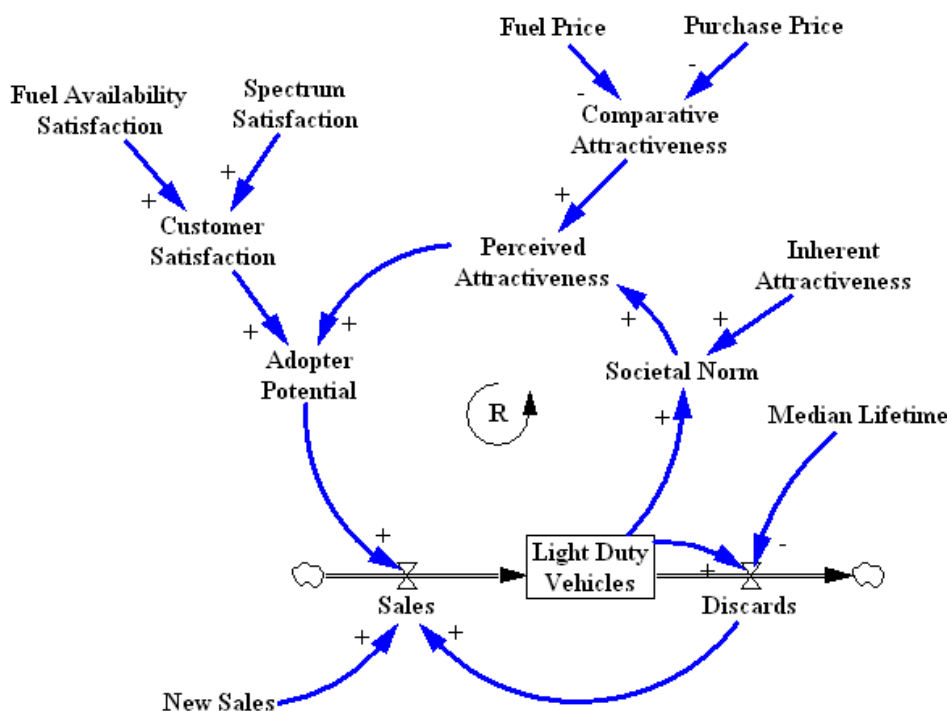 Fuel Price
Purchase Price
Fuel Availability
Satisfaction
Spectrum
Satisfaction
-
-
Comparative
Attractiveness
+
+
+
Customer
Satisfaction
Perceived
Attractiveness
Inherent
Attractiveness
+
+
+
+
Adopter
Potential
Societal Norm
R
+
Median Lifetime
+
-
Light Duty
Vehicles
+
Sales
Discards
+
+
New Sales